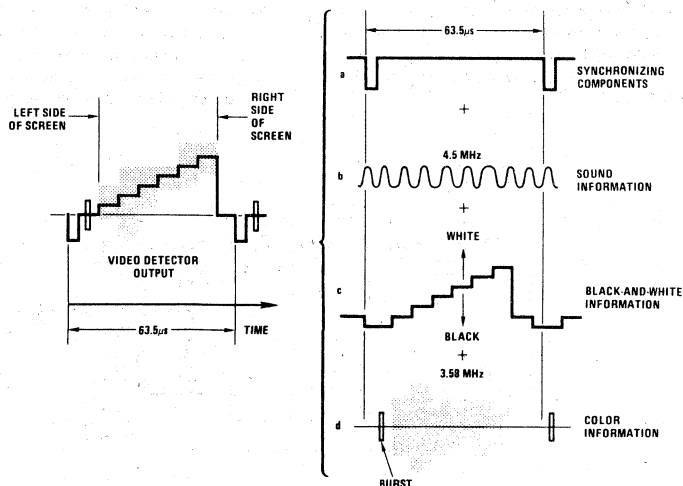 LEFT SIDE
OF SCREEN
RIGHT
SIDE
OF
SCREEN
VIDEO DETECTOR
OUTPUT
TIME
63.5µs
63.5µs
a
SYNCHRONIZING
COMPONENTS
+
4.5 MHz
b
SOUND
INFORMATION
+
WHITE
c
BLACK-AND-WHITE
INFORMATION
BLACK
+
3.58 MHz
d
COLOR
INFORMATION
BURST